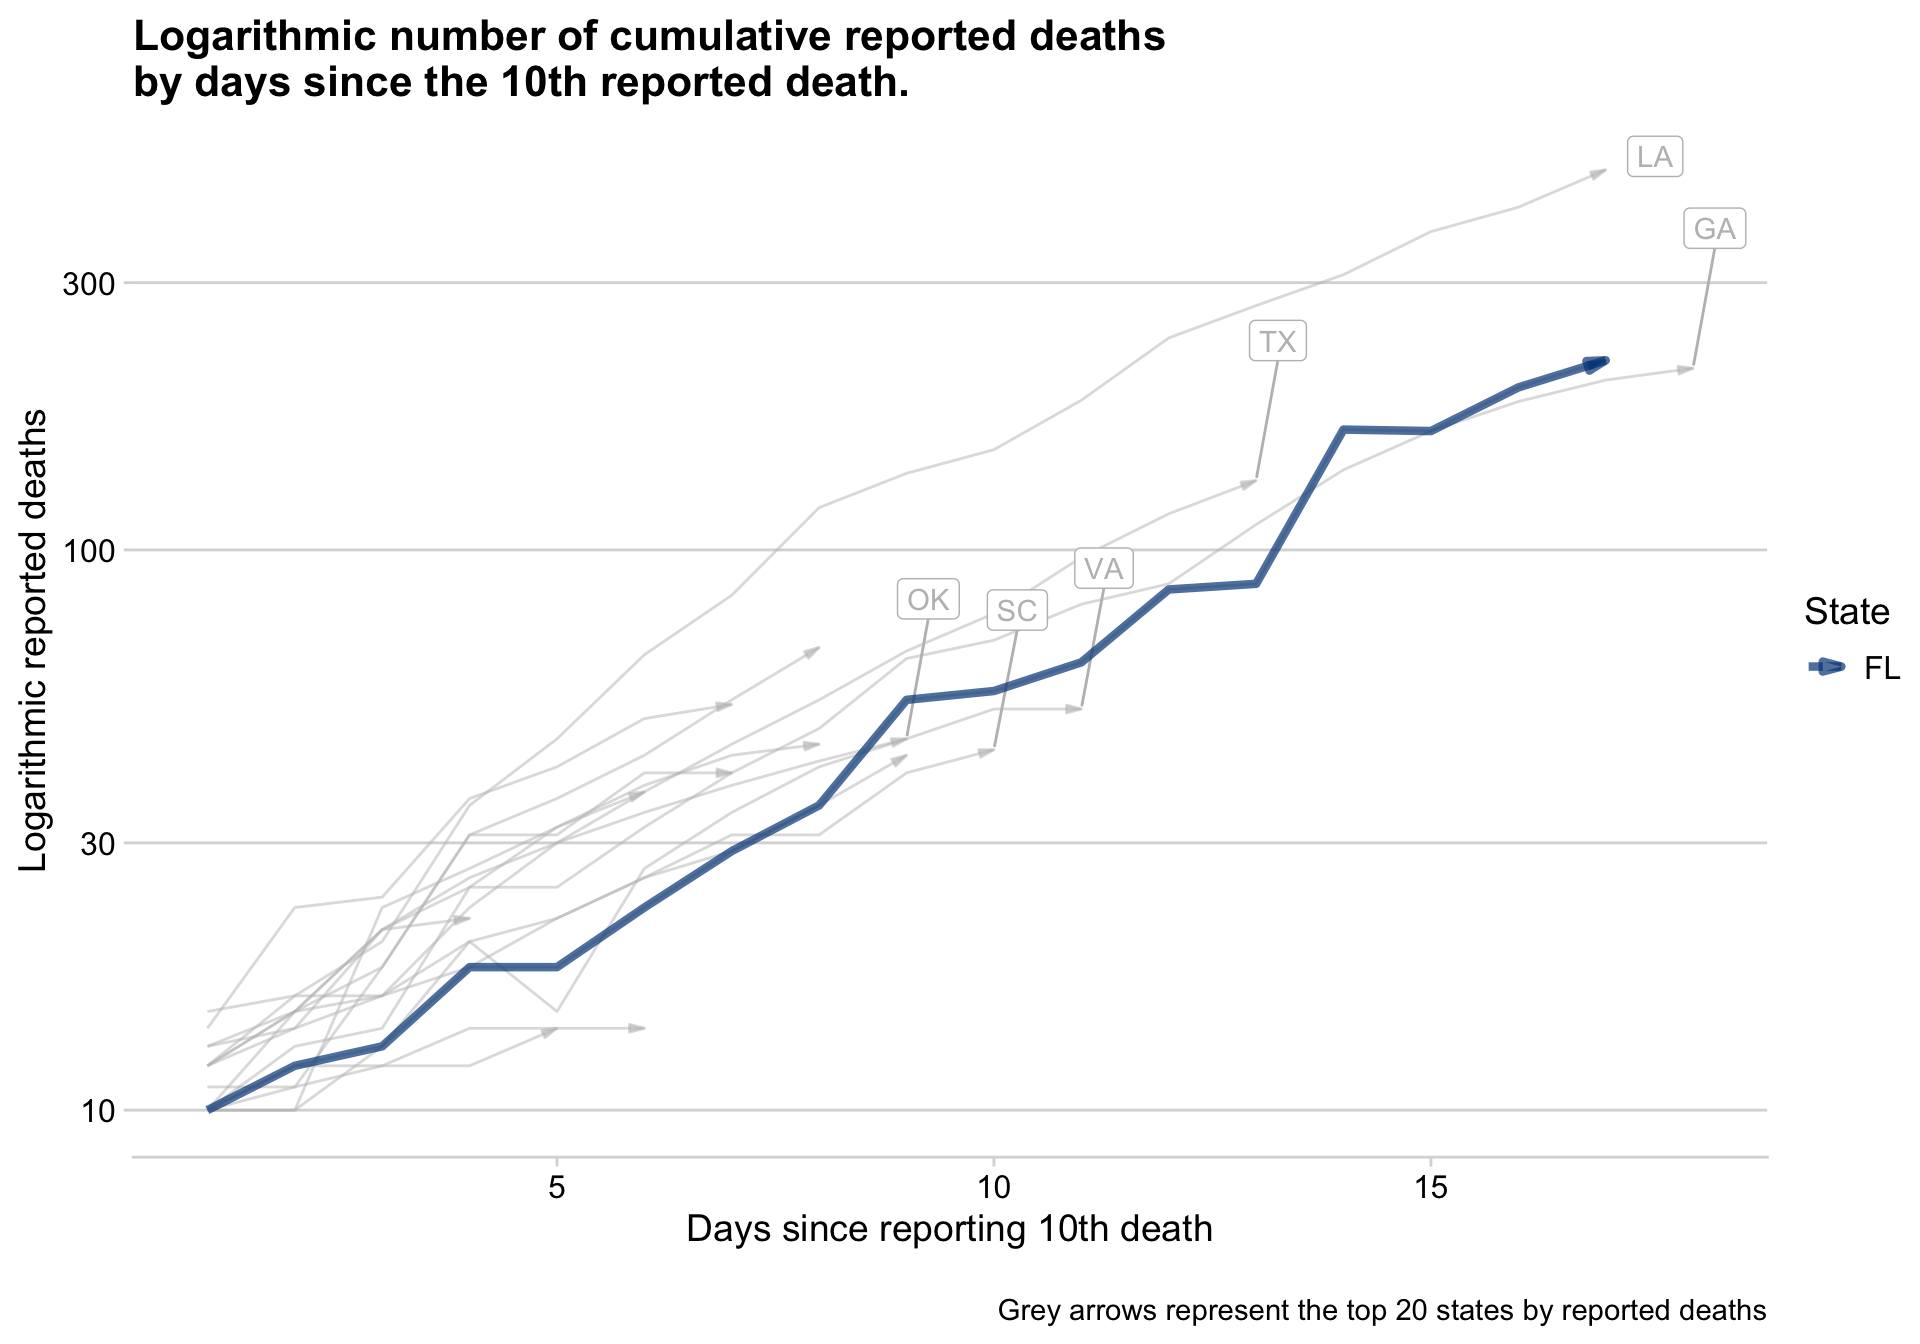 Logarithmic number of cumulative reported deaths
by days since the 10th reported death.
LA
GA
300
TX
100
VA
OK
SC
State
FL
30
10
Logarithmic reported deaths
5
10
15
Days since reporting 10th death
Grey arrows represent the top 20 states by reported deaths